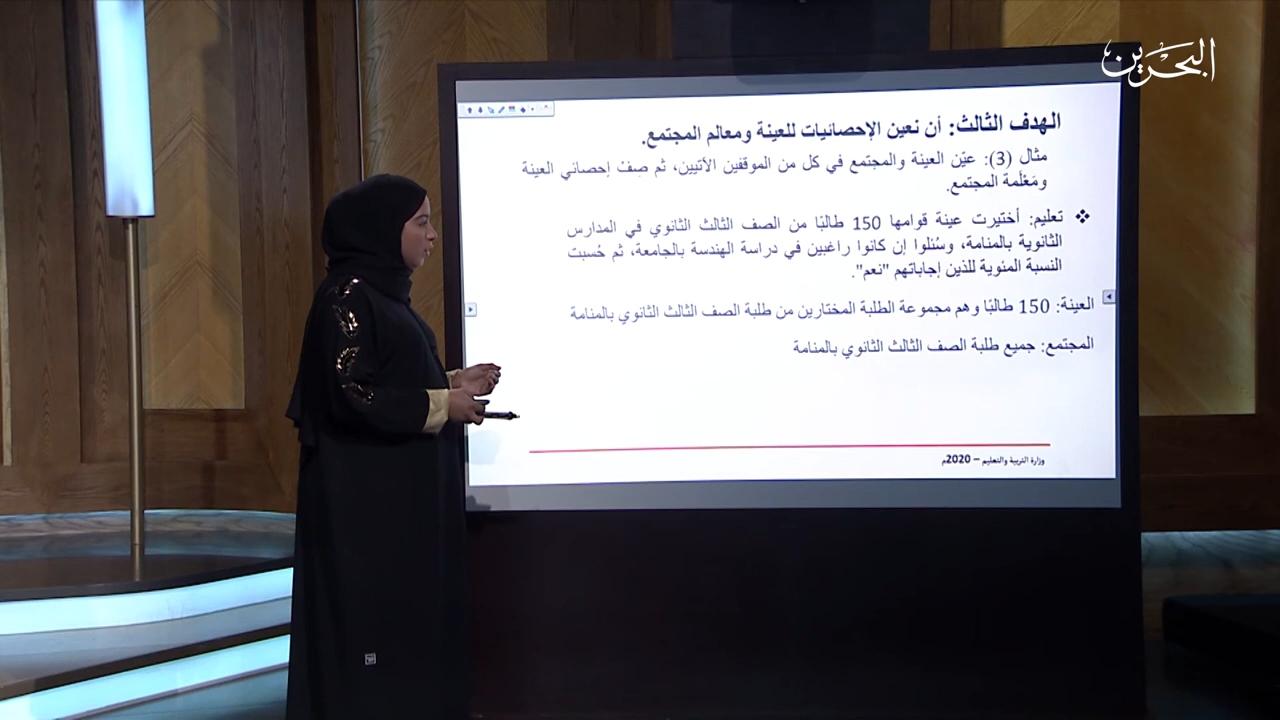 البحرين
الهدف الثالث: أن نعين الإحصائيات للعينة ومعالم المجتمع.
مثال (3): عيّن العينة والمجتمع في كل من الموقفين الآتيين، ثم صِفْ إحصائي العينة
ومَعْلَمة المجتمع.
❖ تعليم: أختيرت عينة قوامها 150 طالبًا من الصف الثالث الثانوي في المدارس
الثانوية بالمنامة، وسُئلوا إن كانوا راغبين في دراسة الهندسة بالجامعة، ثم حُسبت
النسبة المئوية للذين إجاباتهم "نعم".
العينة: 150 طالبًا وهم مجموعة الطلبة المختارين من طلبة الصف الثالث الثانوي بالمنامة
المجتمع: جميع طلبة الصف الثالث الثانوي بالمنامة
وزارة التربية والتعليم – 2020م